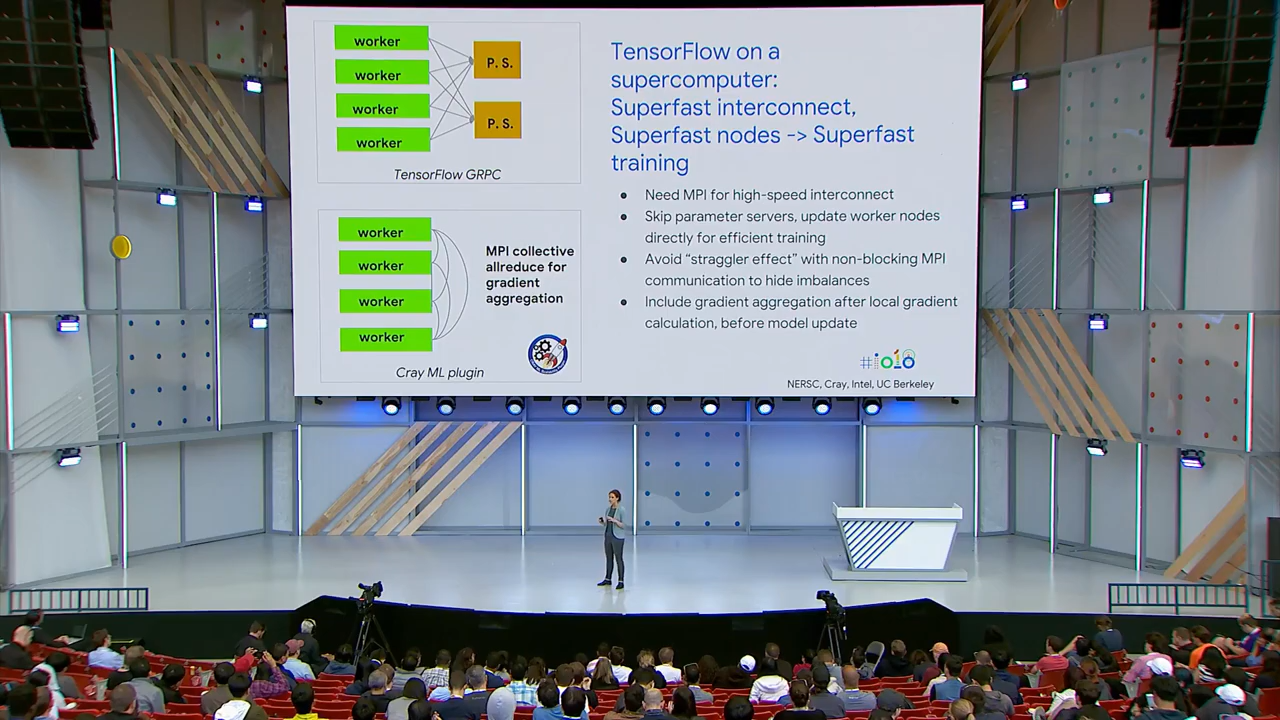 worker
worker
worker
worker
P. S.
P. S.
TensorFlow GRPC
worker
worker
worker
worker
MPI collective
allreduce for
gradient
aggregation
Cray ML plugin
TensorFlow on a
supercomputer:
Superfast interconnect,
Superfast nodes -> Superfast
training
● Need MPI for high-speed interconnect
● Skip parameter servers, update worker nodes
directly for efficient training
● Avoid “straggler effect” with non-blocking MPI
communication to hide imbalances
● Include gradient aggregation after local gradient
calculation, before model update
#io18
NERSC, Cray, Intel, UC Berkeley